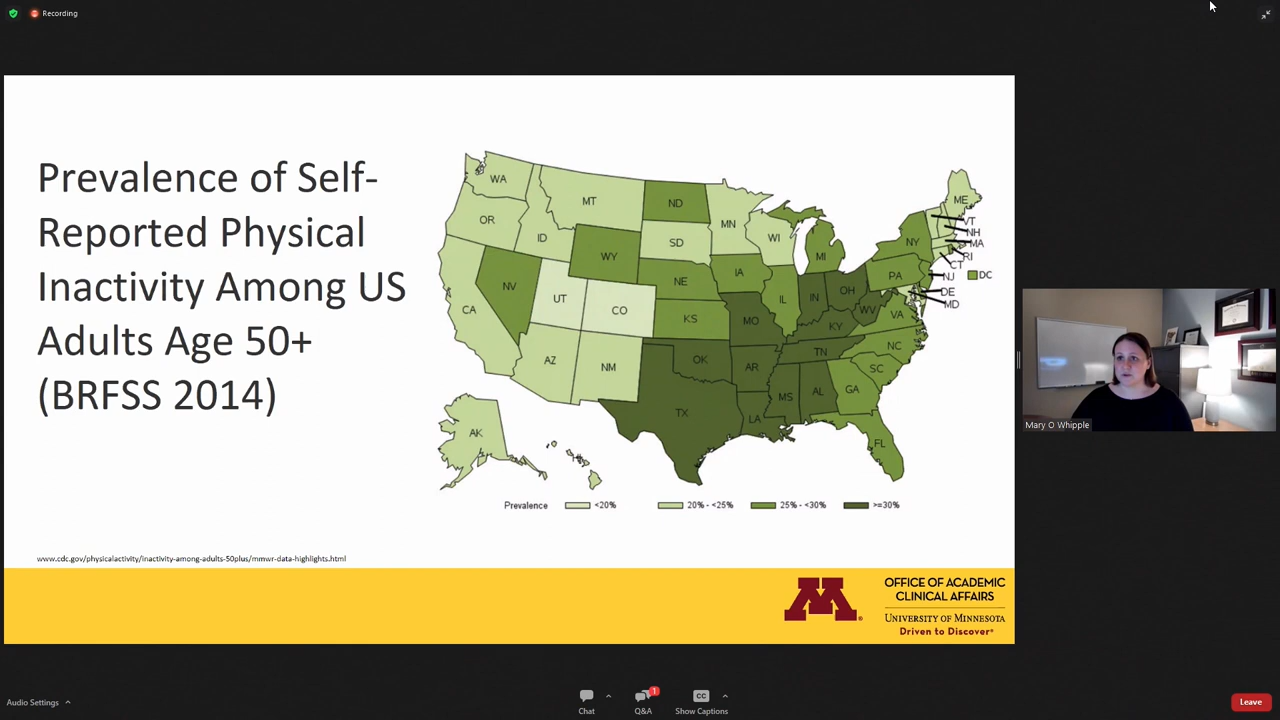 Recording
Prevalence of Self-
Reported Physical
Inactivity Among US
Adults Age 50+
(BRFSS 2014)
WA
MT
ND
OR
ID
WY
SD
MN
WI
MI
NY
ME
VT
NH
MA
RI
CT
NJ
DC
DE
MD
PA
NV
UT
CO
NE
IA
IL
IN
OH
WV
VA
CA
KS
MO
KY
NC
AZ
NM
OK
AR
TN
SC
TX
LA
MS
AL
GA
FL
AK
HI
Prevalence <20% 20% - <25% 25% - <30% >=30%
www.cdc.gov/physicalactivity/inactivity-among-adults-50plus/mmwr-data-highlights.html
M
OFFICE OF ACADEMIC
CLINICAL AFFAIRS
UNIVERSITY OF MINNESOTA
Driven to Discover®
Mary O Whipple
Audio Settings
Chat
Q&A
1
CC
Show Captions
Leave